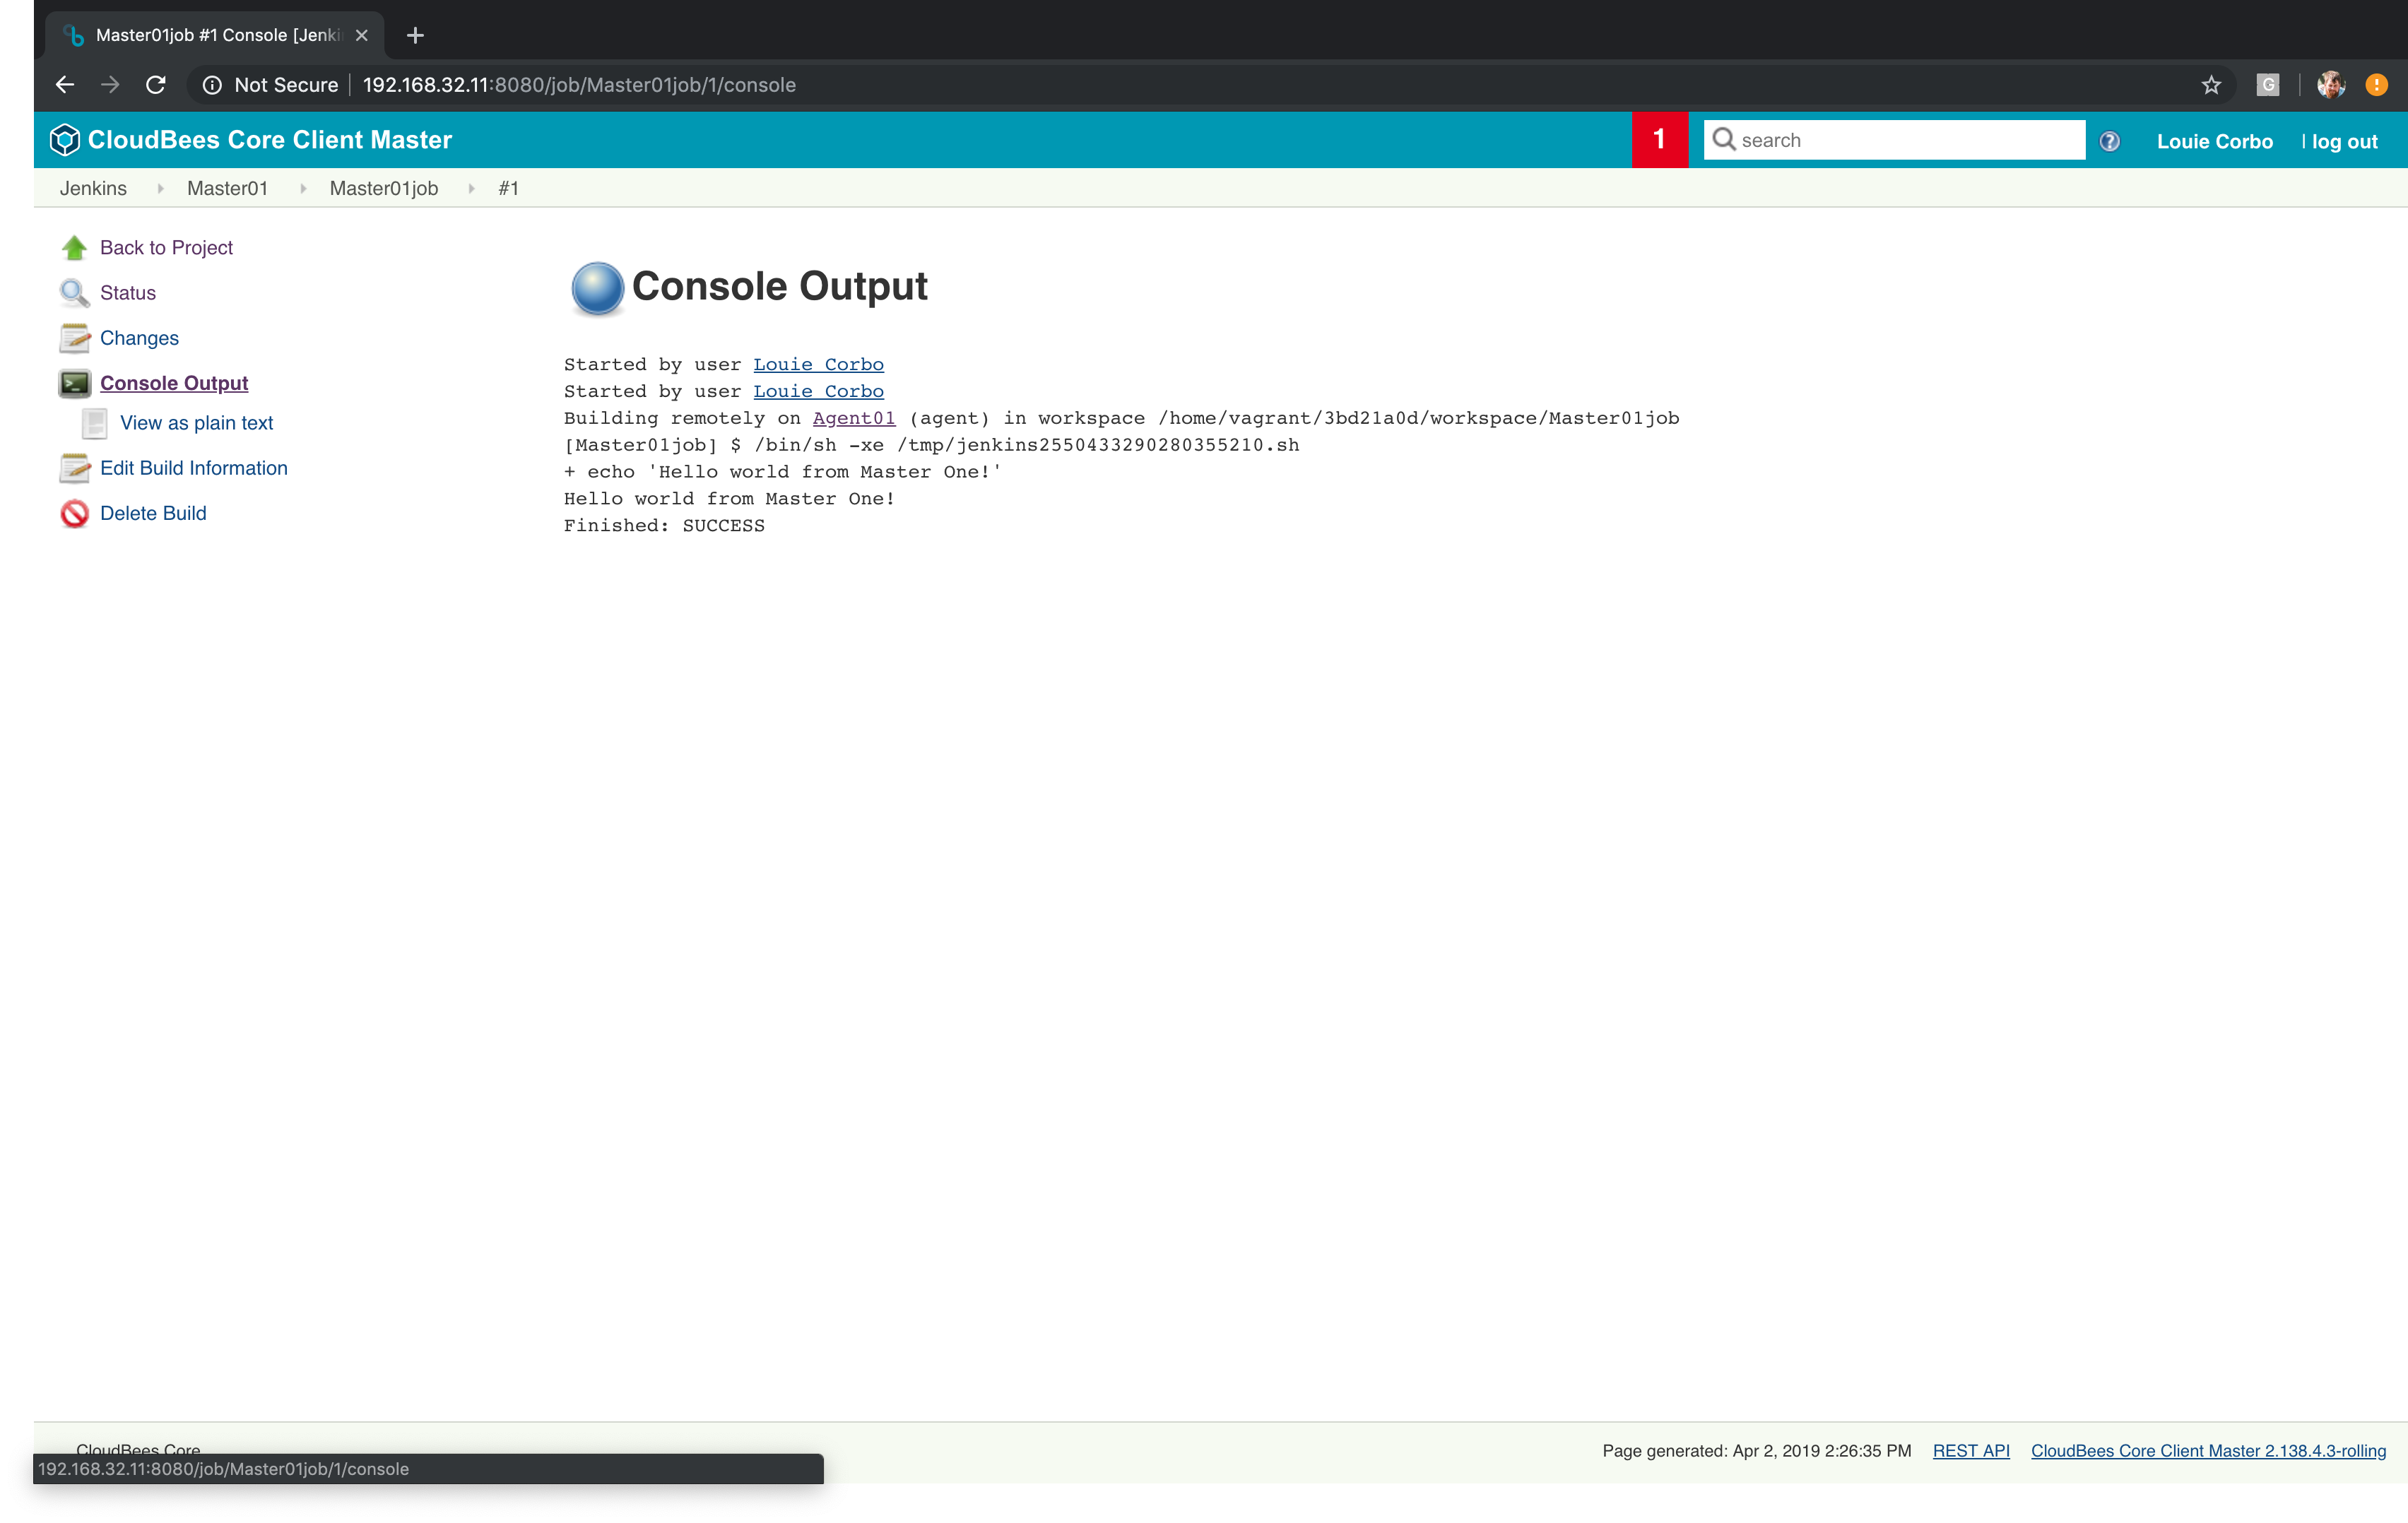 Master01job #1 Console [Jenki
Not Secure 192.168.32.11:8080/job/Master01job/1/console
G
CloudBees Core Client Master 1 search ? Louie Corbo | log out
Jenkins Master01 Master01job #1
Back to Project
Status
Changes
Console Output
View as plain text
Edit Build Information
Delete Build
Console Output
Started by user Louie Corbo
Started by user Louie Corbo
Building remotely on Agent01 (agent) in workspace /home/vagrant/3bd21a0d/workspace/Master01job
[Master01job] $ /bin/sh -xe /tmp/jenkins2550433290280355210.sh
+ echo 'Hello world from Master One!'
Hello world from Master One!
Finished: SUCCESS
CloudBees Core
Page generated: Apr 2, 2019 2:26:35 PM REST API CloudBees Core Client Master 2.138.4.3-rolling
192.168.32.11:8080/job/Master01job/1/console